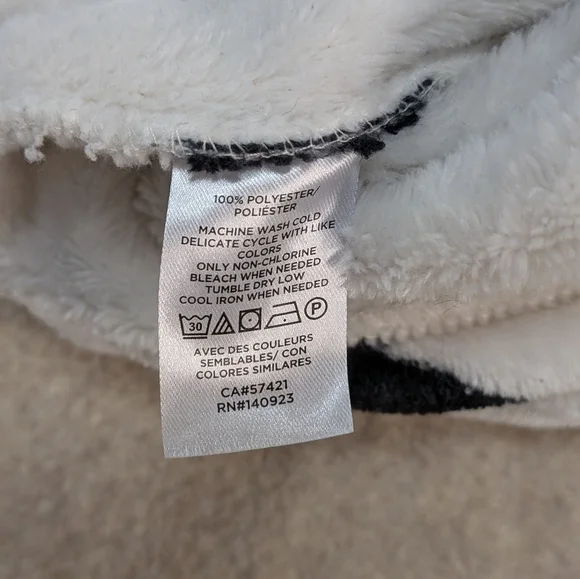 100% POLYESTER/
POLIÉSTER
MACHINE WASH COLD
DELICATE CYCLE WITH LIKE
COLORS
ONLY NON-CHLORINE
BLEACH WHEN NEEDED
TUMBLE DRY LOW
COOL IRON WHEN NEEDED
30 P
AVEC DES COULEURS
SEMBLABLES/ CON
COLORES SIMILARES
CA#57421
RN#140923